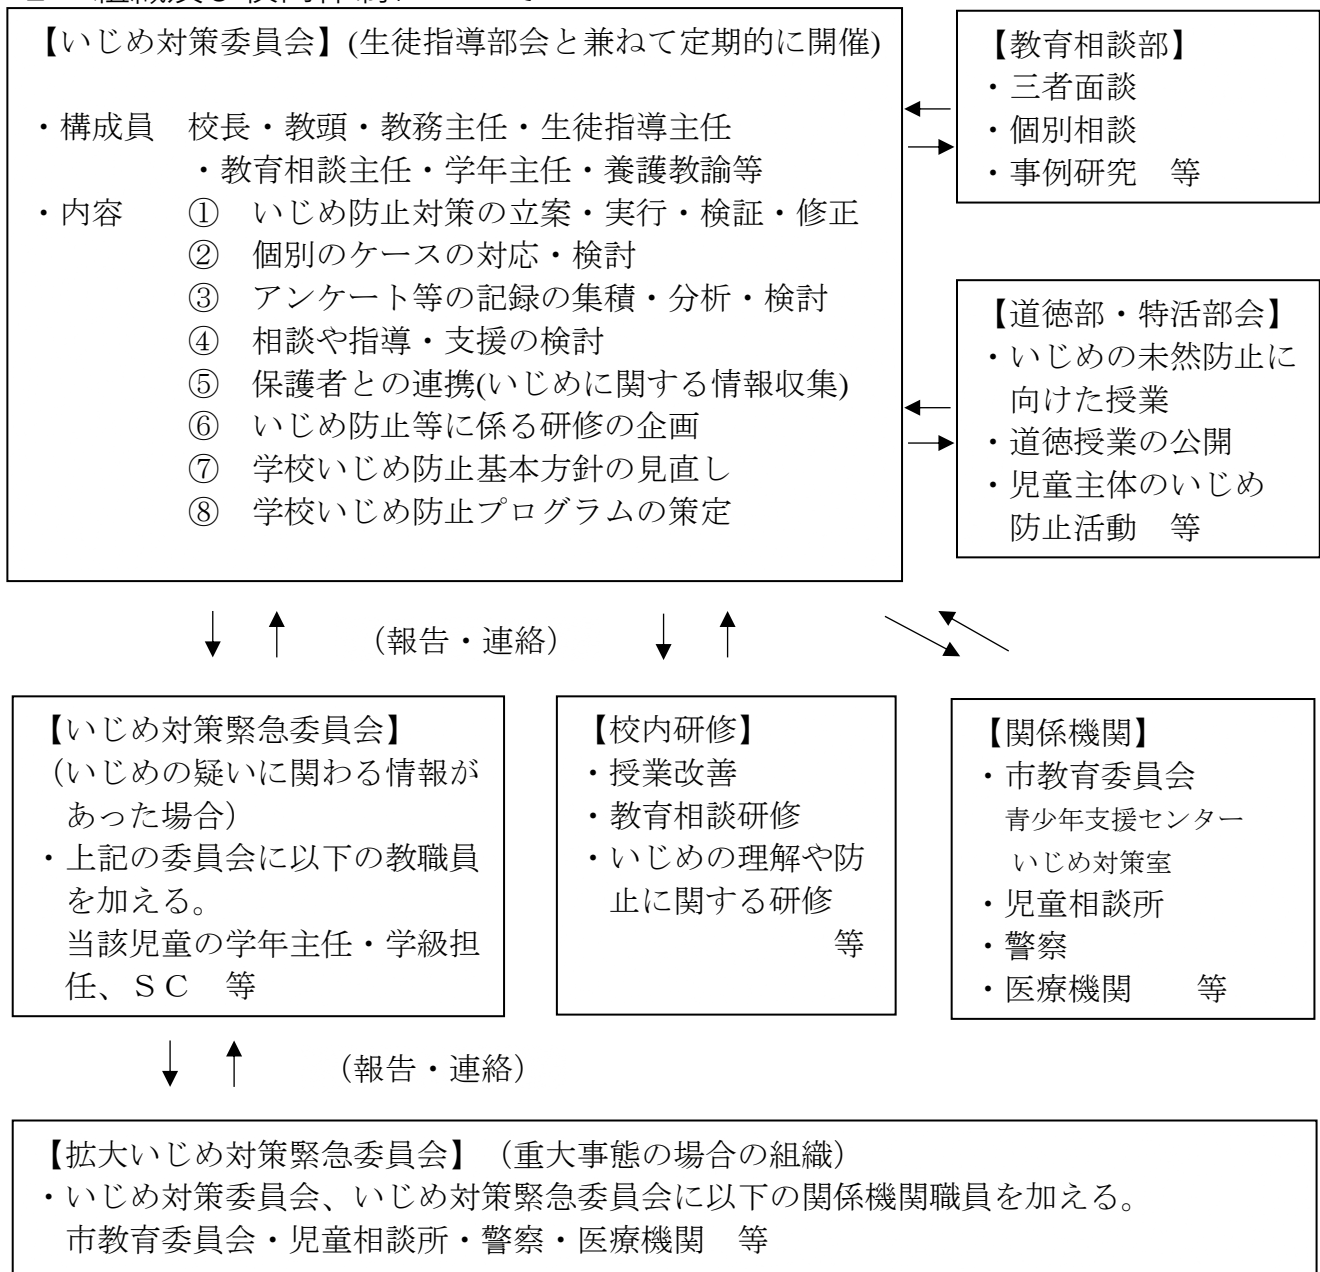 【いじめ対策委員会】(生徒指導部会と兼ねて定期的に開催)
・構成員　校長・教頭・教務主任・生徒指導主任
・教育相談主任・学年主任・養護教諭等
・内容　①　いじめ防止対策の立案・実行・検証・修正
②　個別のケースの対応・検討
③　アンケート等の記録の集積・分析・検討
④　相談や指導・支援の検討
⑤　保護者との連携(いじめに関する情報収集)
⑥　いじめ防止等に係る研修の企画
⑦　学校いじめ防止基本方針の見直し
⑧　学校いじめ防止プログラムの策定
【教育相談部】
・三者面談
・個別相談
・事例研究　等
【道徳部・特活部会】
・いじめの未然防止に
向けた授業
・道徳授業の公開
・児童主体のいじめ
防止活動　等
（報告・連絡）
【いじめ対策緊急委員会】
（いじめの疑いに関わる情報が
あった場合）
・上記の委員会に以下の教職員
を加える。
当該児童の学年主任・学級担
任、ＳＣ　等
【校内研修】
・授業改善
・教育相談研修
・いじめの理解や防
止に関する研修
等
【関係機関】
・市教育委員会
青少年支援センター
いじめ対策室
・児童相談所
・警察
・医療機関　　等
（報告・連絡）
【拡大いじめ対策緊急委員会】（重大事態の場合の組織）
・いじめ対策委員会、いじめ対策緊急委員会に以下の関係機関職員を加える。
市教育委員会・児童相談所・警察・医療機関　等